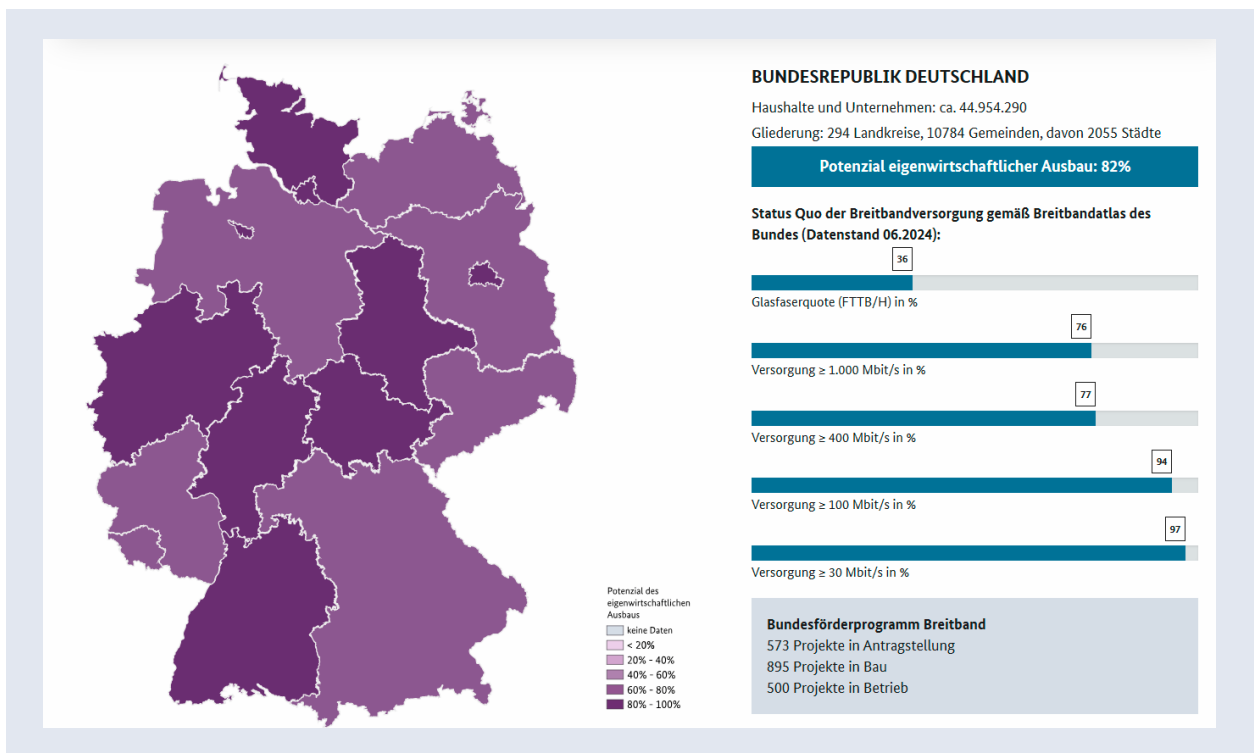 BUNDESREPUBLIK DEUTSCHLAND
Haushalte und Unternehmen: ca. 44.954.290
Gliederung: 294 Landkreise, 10784 Gemeinden, davon 2055 Städte
Potenzial eigenwirtschaftlicher Ausbau: 82%
Status Quo der Breitbandversorgung gemäß Breitbandatlas des
Bundes (Datenstand 06.2024):
36
Glasfaserquote (FTTB/H) in %
76
Versorgung ≥ 1.000 Mbit/s in %
77
Versorgung ≥ 400 Mbit/s in %
94
Versorgung ≥ 100 Mbit/s in %
97
Versorgung ≥ 30 Mbit/s in %
Potenzial des
eigenwirtschaftlichen
Ausbaus
keine Daten
< 20%
20% - 40%
40% - 60%
60% - 80%
80% - 100%
Bundesförderprogramm Breitband
573 Projekte in Antragstellung
895 Projekte in Bau
500 Projekte in Betrieb